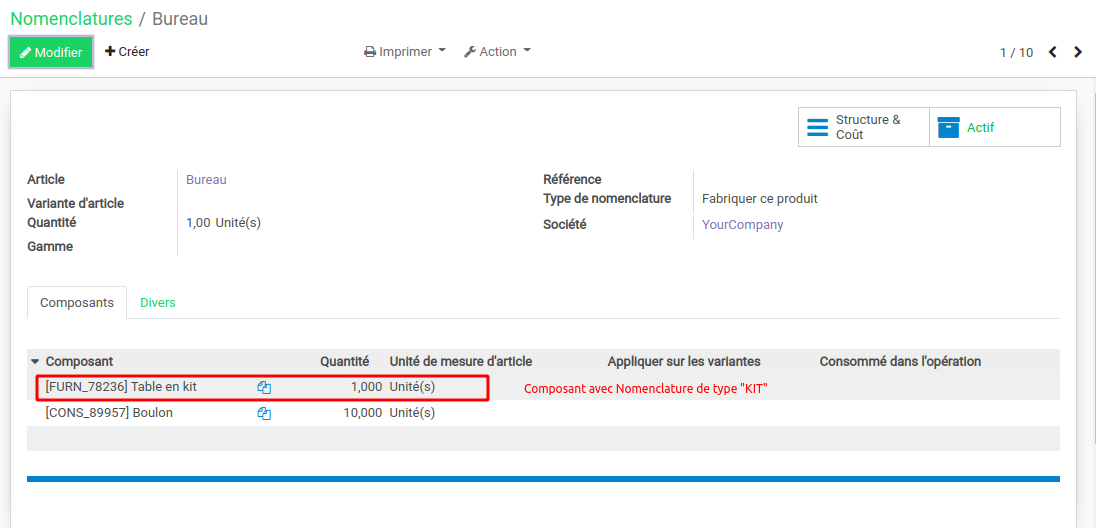 Nomenclatures / Bureau
Modifier Créer Imprimer Action 1 / 10
Structure &
Coût
Actif
Article Bureau
Variante d'article
Quantité 1,00 Unité(s)
Gamme
Référence
Type de nomenclature Fabriquer ce produit
Société YourCompany
Composants Divers
Composant Quantité Unité de mesure d'article Appliquer sur les variantes Consommé dans l'opération
[FURN_78236] Table en kit 1,000 Unité(s) Composant avec Nomenclature de type "KIT"
[CONS_89957] Boulon 10,000 Unité(s)